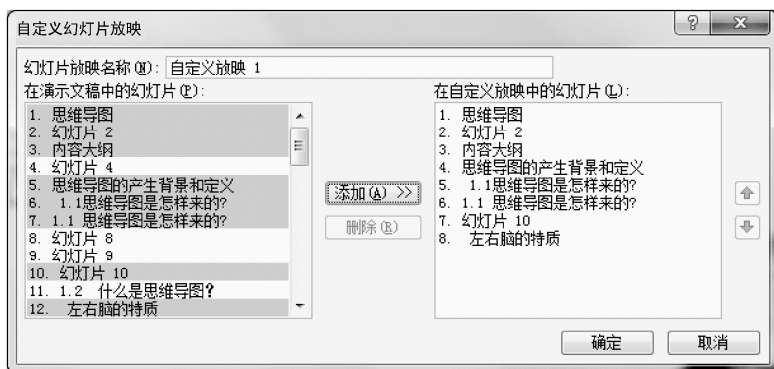 自定义幻灯片放映
幻灯片放映名称(N): 自定义放映 1
在演示文稿中的幻灯片(P):
1. 思维导图
2. 幻灯片 2
3. 内容大纲
4. 幻灯片 4
5. 思维导图的产生背景和定义
6. 1.1思维导图是怎样来的?
7. 1.1 思维导图是怎样来的?
8. 幻灯片 8
9. 幻灯片 9
10. 幻灯片 10
11. 1.2 什么是思维导图?
12. 左右脑的特质
添加(A) >>
删除(R)
在自定义放映中的幻灯片(L):
1. 思维导图
2. 幻灯片 2
3. 内容大纲
4. 思维导图的产生背景和定义
5. 1.1思维导图是怎样来的?
6. 1.1 思维导图是怎样来的?
7. 幻灯片 10
8. 左右脑的特质
确定
取消